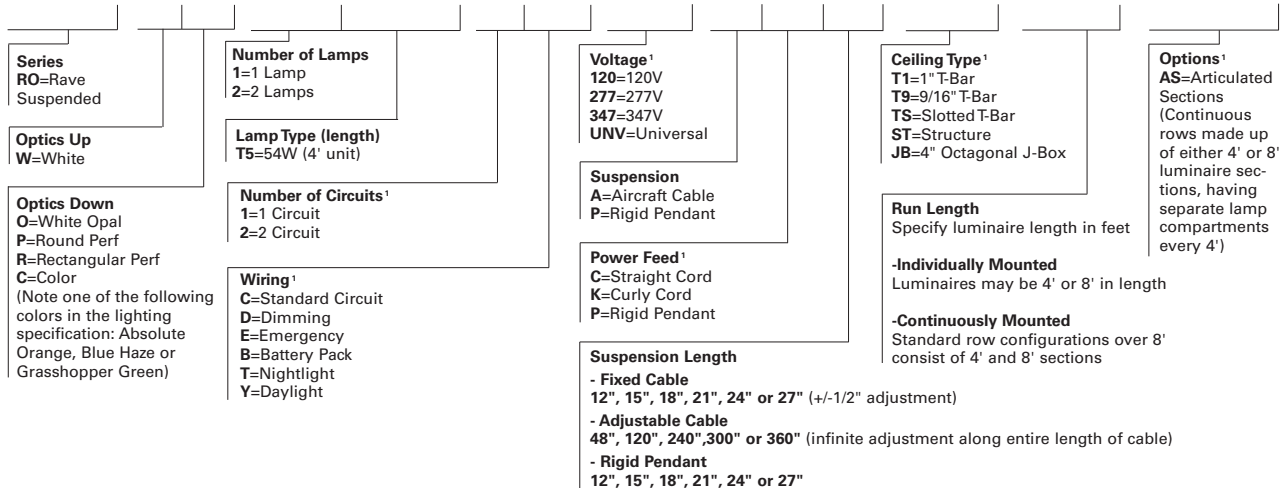 Series
RO=Rave
Suspended
Optics Up
W=White
Optics Down
O=White Opal
P=Round Perf
R=Rectangular Perf
C=Color
(Note one of the following
colors in the lighting
specification: Absolute
Orange, Blue Haze or
Grasshopper Green)
Number of Lamps
1=1 Lamp
2=2 Lamps
Lamp Type (length)
T5=54W (4' unit)
Number of Circuits¹
1=1 Circuit
2=2 Circuit
Wiring¹
C=Standard Circuit
D=Dimming
E=Emergency
B=Battery Pack
T=Nightlight
Y=Daylight
Voltage¹
120=120V
277=277V
347=347V
UNV=Universal
Suspension
A=Aircraft Cable
P=Rigid Pendant
Power Feed¹
C=Straight Cord
K=Curly Cord
P=Rigid Pendant
Suspension Length
- Fixed Cable
12", 15", 18", 21", 24" or 27" (+/-1/2" adjustment)
- Adjustable Cable
48", 120", 240",300" or 360" (infinite adjustment along entire length of cable)
- Rigid Pendant
12", 15", 18", 21", 24" or 27"
Ceiling Type¹
T1=1" T-Bar
T9=9/16" T-Bar
TS=Slotted T-Bar
ST=Structure
JB=4" Octagonal J-Box
Run Length
Specify luminaire length in feet
-Individually Mounted
Luminaires may be 4' or 8' in length
-Continuously Mounted
Standard row configurations over 8'
consist of 4' and 8' sections
Options¹
AS=Articulated
Sections
(Continuous
rows made up
of either 4' or 8'
luminaire sec-
tions, having
separate lamp
compartments
every 4')